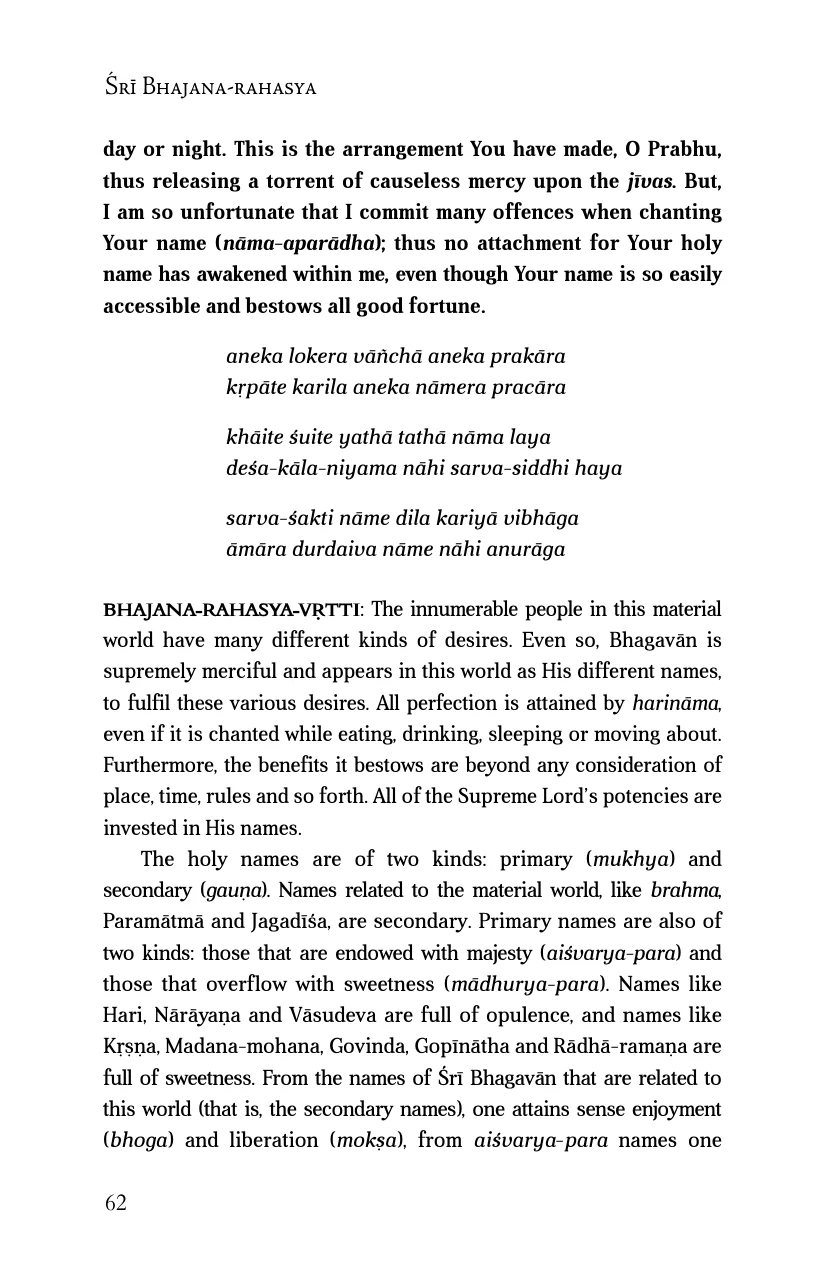 Śrī Bhajana-rahasya
day or night. This is the arrangement You have made, O Prabhu,
thus releasing a torrent of causeless mercy upon the jīvas. But,
I am so unfortunate that I commit many offences when chanting
Your name (nāma-aparādha); thus no attachment for Your holy
name has awakened within me, even though Your name is so easily
accessible and bestows all good fortune.
aneka lokera vāñchā aneka prakāra
kṛpāte karila aneka nāmera pracāra
khāite śuite yathā tathā nāma laya
deśa-kāla-niyama nāhi sarva-siddhi haya
sarva-śakti nāme dila kariyā vibhāga
āmāra durdaiva nāme nāhi anurāga
BHAJANA-RAHASYA-VṚTTI: The innumerable people in this material
world have many different kinds of desires. Even so, Bhagavān is
supremely merciful and appears in this world as His different names,
to fulfil these various desires. All perfection is attained by harināma,
even if it is chanted while eating, drinking, sleeping or moving about.
Furthermore, the benefits it bestows are beyond any consideration of
place, time, rules and so forth. All of the Supreme Lord’s potencies are
invested in His names.
The holy names are of two kinds: primary (mukhya) and
secondary (gauṇa). Names related to the material world, like brahma,
Paramātmā and Jagadīśa, are secondary. Primary names are also of
two kinds: those that are endowed with majesty (aiśvarya-para) and
those that overflow with sweetness (mādhurya-para). Names like
Hari, Nārāyaṇa and Vāsudeva are full of opulence, and names like
Kṛṣṇa, Madana-mohana, Govinda, Gopīnātha and Rādhā-ramaṇa are
full of sweetness. From the names of Śrī Bhagavān that are related to
this world (that is, the secondary names), one attains sense enjoyment
(bhoga) and liberation (mokṣa), from aiśvarya-para names one
62